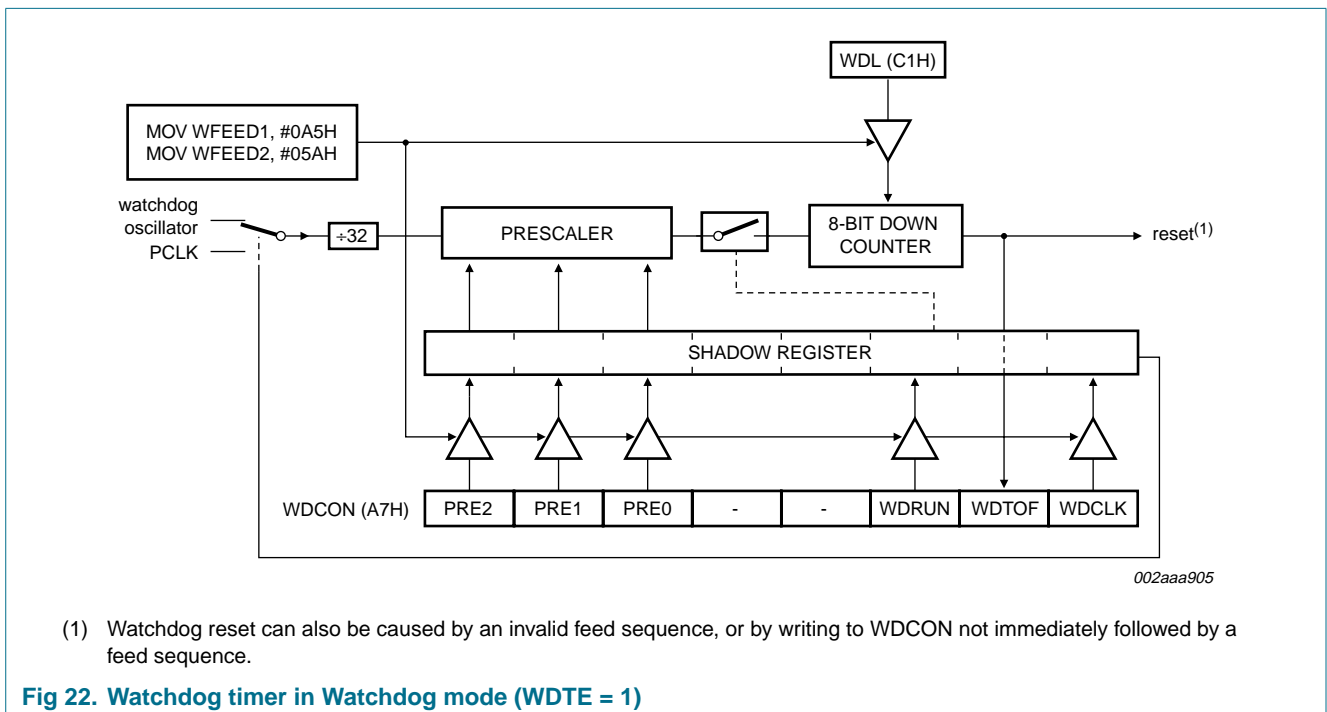 WDL (C1H)
MOV WFEED1, #0A5H
MOV WFEED2, #05AH
watchdog
oscillator
PCLK
÷32
PRESCALER
8-BIT DOWN
COUNTER
reset(1)
SHADOW REGISTER
WDCON (A7H)
PRE2
PRE1
PRE0
-
-
WDRUN
WDTOF
WDCLK
002aaa905
(1) Watchdog reset can also be caused by an invalid feed sequence, or by writing to WDCON not immediately followed by a
feed sequence.
Fig 22. Watchdog timer in Watchdog mode (WDTE = 1)